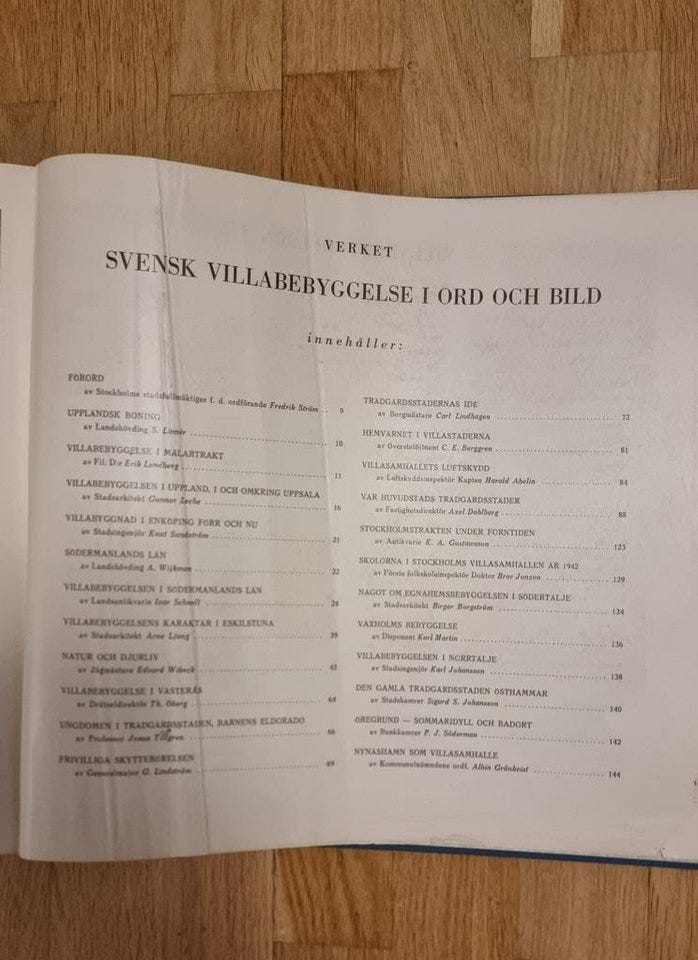 VERKET
SVENSK VILLABEBYGGELSE I ORD OCH BILD
innehåller:
FÖRORD
av Stockholms stadsfullmäktiges f. d. ordförande Fredrik Ström .. 9
UPPLANDSK BONING
av Landshövding S. Linnér ................ 10
VILLABEBYGGELSE I MÄLARTRAKT
av Fil. D:r Erik Lundberg ................ 11
VILLABEBYGGELSEN I UPPLAND, I OCH OMKRING UPPSALA
av Stadsarkitekt Gunnar Leche ................ 16
VILLABYGGNAD I ENKÖPING FÖRR OCH NU
av Stadsingenjör Knut Sundström ................ 21
SÖDERMANLANDS LÄN
av Landshövding A. Wijkman ................ 22
VILLABEBYGGELSEN I SÖDERMANLANDS LÄN
av Landsantikvarie Ivar Schnell ................ 24
VILLABEBYGGELSENS KARAKTÄR I ESKILSTUNA
av Stadsarkitekt Arne Liang ................ 39
NATUR OCH DJURLIV
av Jägmästare Edvard Wibeck ................ 43
VILLABEBYGGELSE I VÄSTERÅS
av Drätseldirektör Th. Öberg ................ 64
UNGDOMEN I TRÄDGÅRDSSTADEN, BARNENS ELDORADO
av Professor Jonas Tillgren ................ 66
FRIVILLIGA SKYTTERÖRELSEN
av Generalmajor G. Lindström ................ 69
TRÄDGÅRDSSTÄDERNAS IDÉ
av Borgmästare Carl Lindhagen ................ 72
HEMVÄRNET I VILLASTÄDERNA
av Överstelöjtnant C. E. Berggren ................ 81
VILLASAMHÄLLETS LUFTSKYDD
av Luftskyddsinspektör Kapten Harald Abelin ................ 84
VÅR HUVUDSTADS TRÄDGÅRDSSTÄDER
av Fastighetsdirektör Axel Dahlberg ................ 88
STOCKHOLMSTRAKTEN UNDER FORNTIDEN
av Antikvarie K. A. Gustawsson ................ 123
SKOLORNA I STOCKHOLMS VILLASAMHÄLLEN ÅR 1942
av Förste folkskoleinspektör Doktor Bror Jonzon ................ 129
NÅGOT OM EGNAHEMSBEBYGGELSEN I SÖDERTÄLJE
av Stadsarkitekt Birger Borgström ................ 134
VAXHOLMS BEBYGGELSE
av Disponent Karl Martin ................ 136
VILLABEBYGGELSEN I NORRTÄLJE
av Stadsingenjör Karl Johansson ................ 138
DEN GAMLA TRÄDGÅRDSSTADEN ÖSTHAMMAR
av Stadskamrer Sigurd S. Johansson ................ 140
ÖREGRUND — SOMMARIDYLL OCH BADORT
av Bankkamrer P. J. Söderman ................ 142
NYNÄSHAMN SOM VILLASAMHÄLLE
av Kommunalnämndens ordf. Albin Grönkvist ................ 144